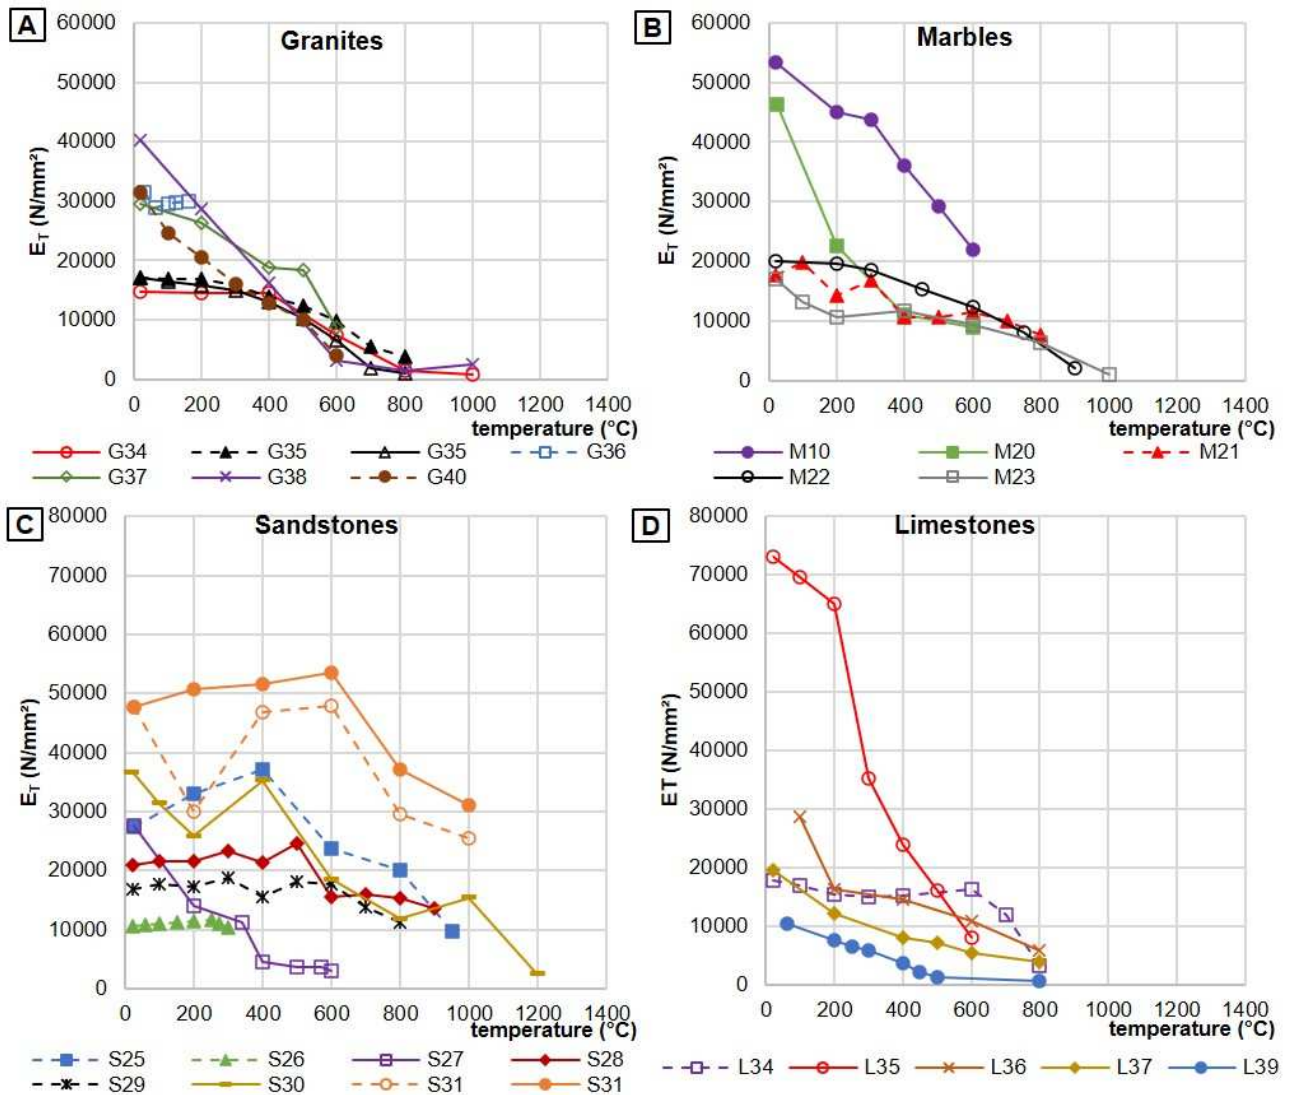 A
Granites
60000
50000
40000
30000
20000
10000
0
E_T (N/mm²)
0 200 400 600 800 1000 1200 1400
temperature (°C)
G34 G35 G35 G36
G37 G38 G40
B
Marbles
60000
50000
40000
30000
20000
10000
0
E_T (N/mm²)
0 200 400 600 800 1000 1200 1400
temperature (°C)
M10 M20 M21
M22 M23
C
Sandstones
80000
70000
60000
50000
40000
30000
20000
10000
0
E_T (N/mm²)
0 200 400 600 800 1000 1200 1400
temperature (°C)
S25 S26 S27 S28
S29 S30 S31 S31
D
Limestones
80000
70000
60000
50000
40000
30000
20000
10000
0
ET (N/mm²)
0 200 400 600 800 1000 1200 1400
temperature (°C)
L34 L35 L36 L37 L39